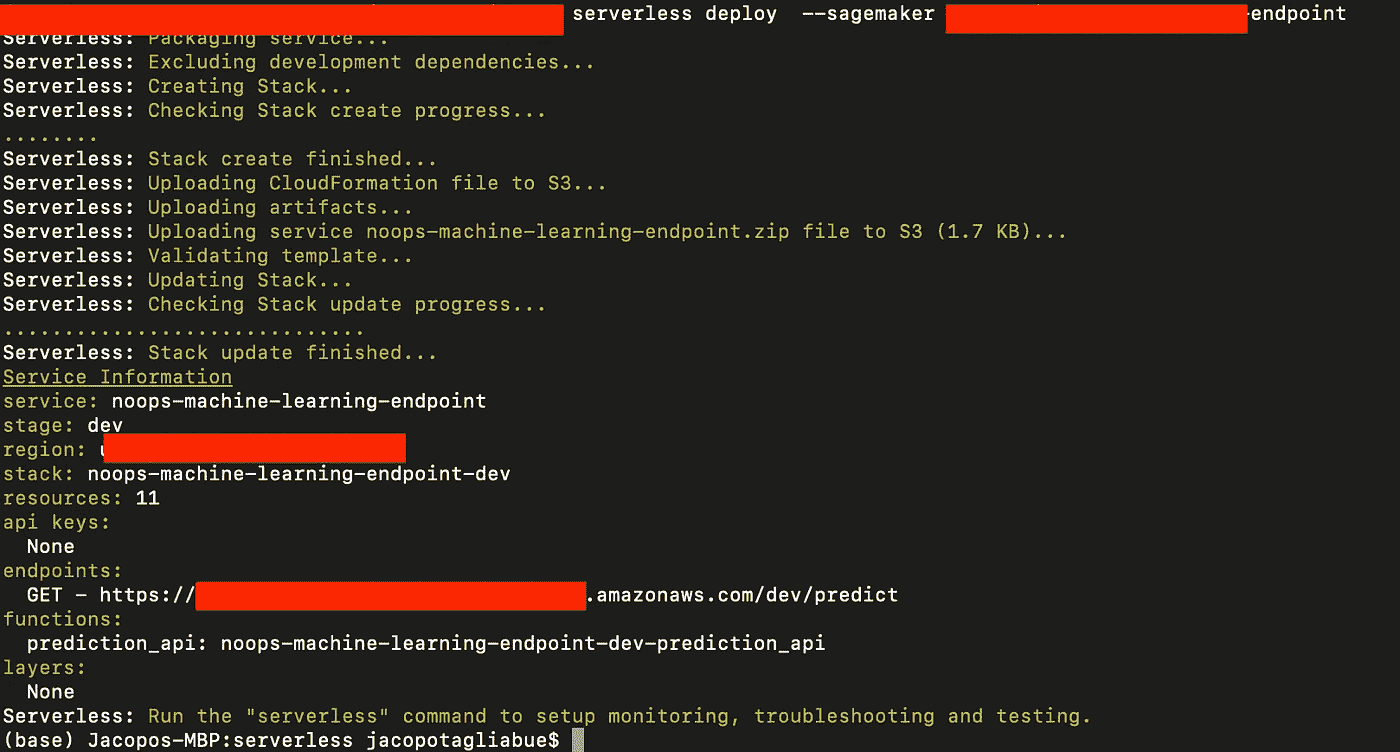 serverless deploy --sagemaker -endpoint
Serverless: Packaging service...
Serverless: Excluding development dependencies...
Serverless: Creating Stack...
Serverless: Checking Stack create progress...
........
Serverless: Stack create finished...
Serverless: Uploading CloudFormation file to S3...
Serverless: Uploading artifacts...
Serverless: Uploading service noops-machine-learning-endpoint.zip file to S3 (1.7 KB)...
Serverless: Validating template...
Serverless: Updating Stack...
Serverless: Checking Stack update progress...
..............................
Serverless: Stack update finished...
Service Information
service: noops-machine-learning-endpoint
stage: dev
region:
stack: noops-machine-learning-endpoint-dev
resources: 11
api keys:
None
endpoints:
GET - https://.amazonaws.com/dev/predict
functions:
prediction_api: noops-machine-learning-endpoint-dev-prediction_api
layers:
None
Serverless: Run the "serverless" command to setup monitoring, troubleshooting and testing.
(base) Jacopos-MBP:serverless jacopotagliabue$